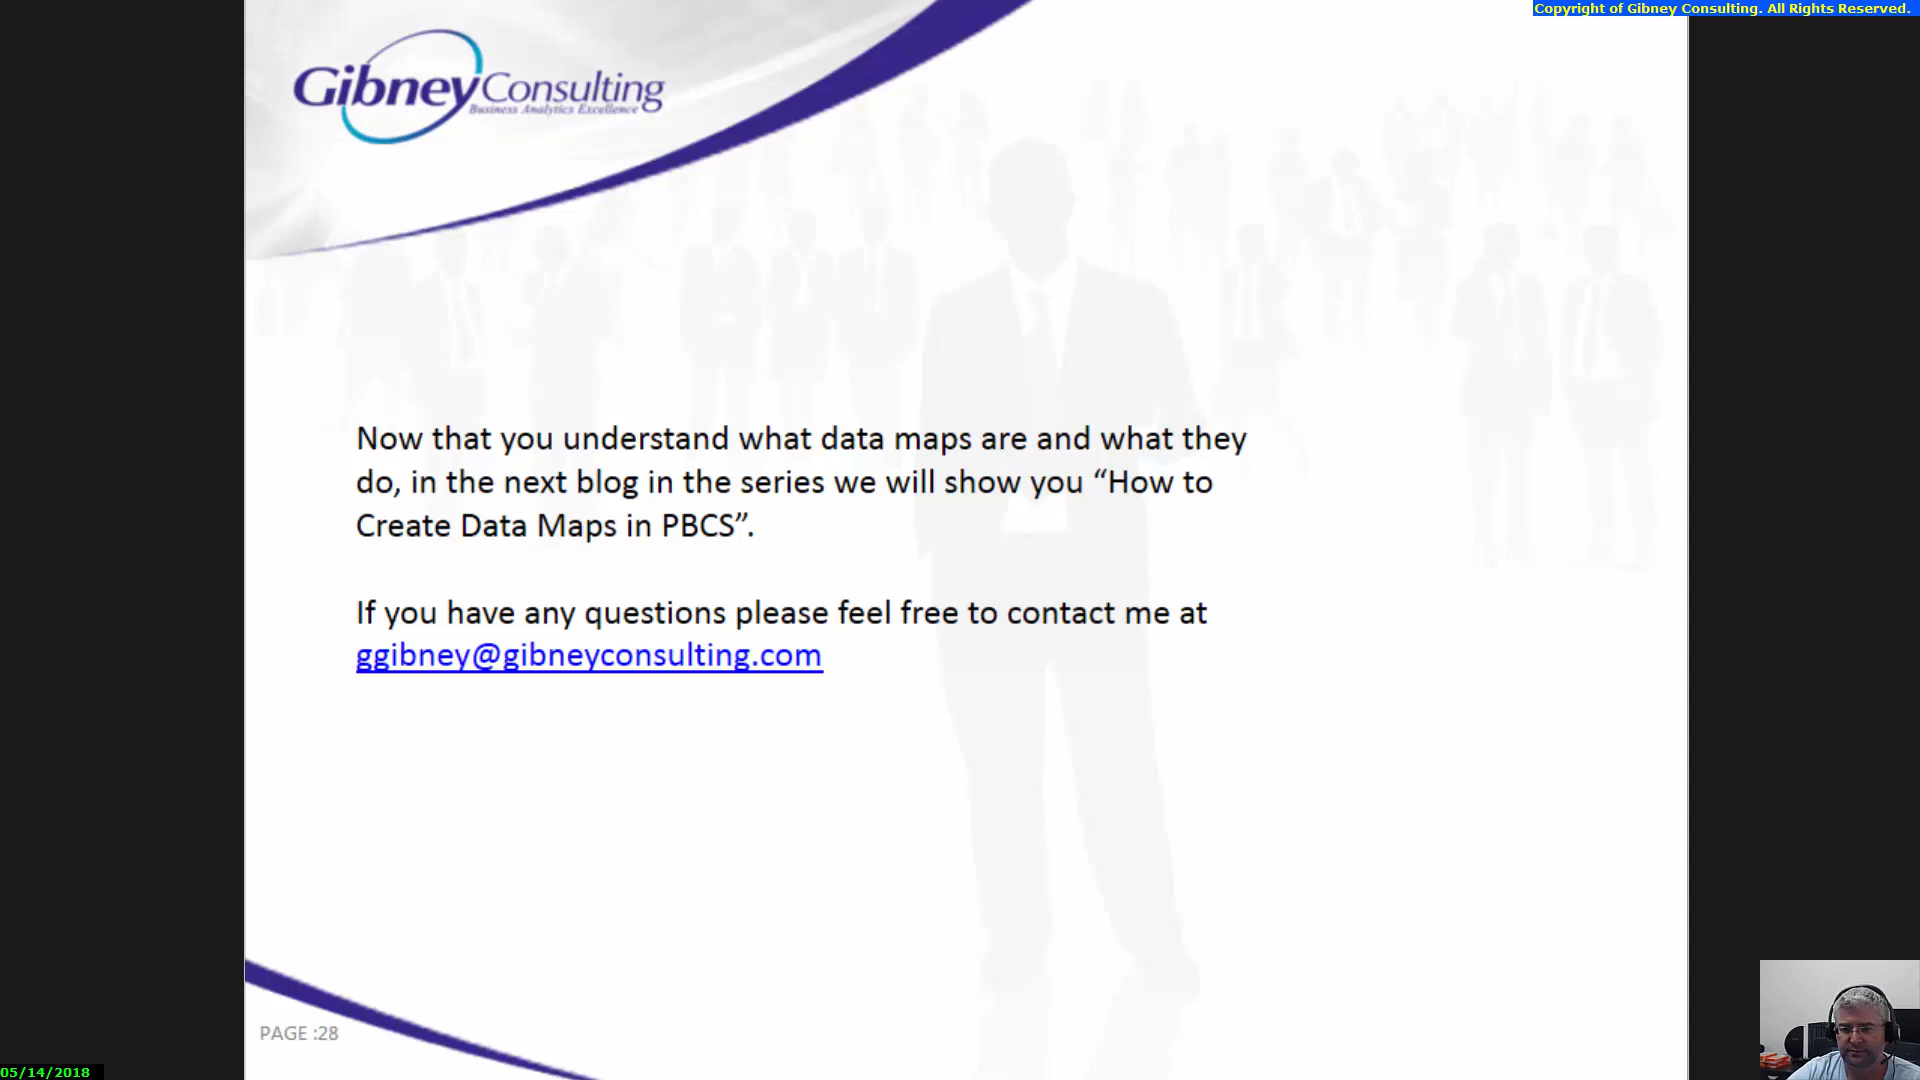 Copyright of Gibney Consulting. All Rights Reserved.
GibneyConsulting
Business Analytics Excellence
Now that you understand what data maps are and what they
do, in the next blog in the series we will show you “How to
Create Data Maps in PBCS”.
If you have any questions please feel free to contact me at
ggibney@gibneyconsulting.com
PAGE :28
05/14/2018